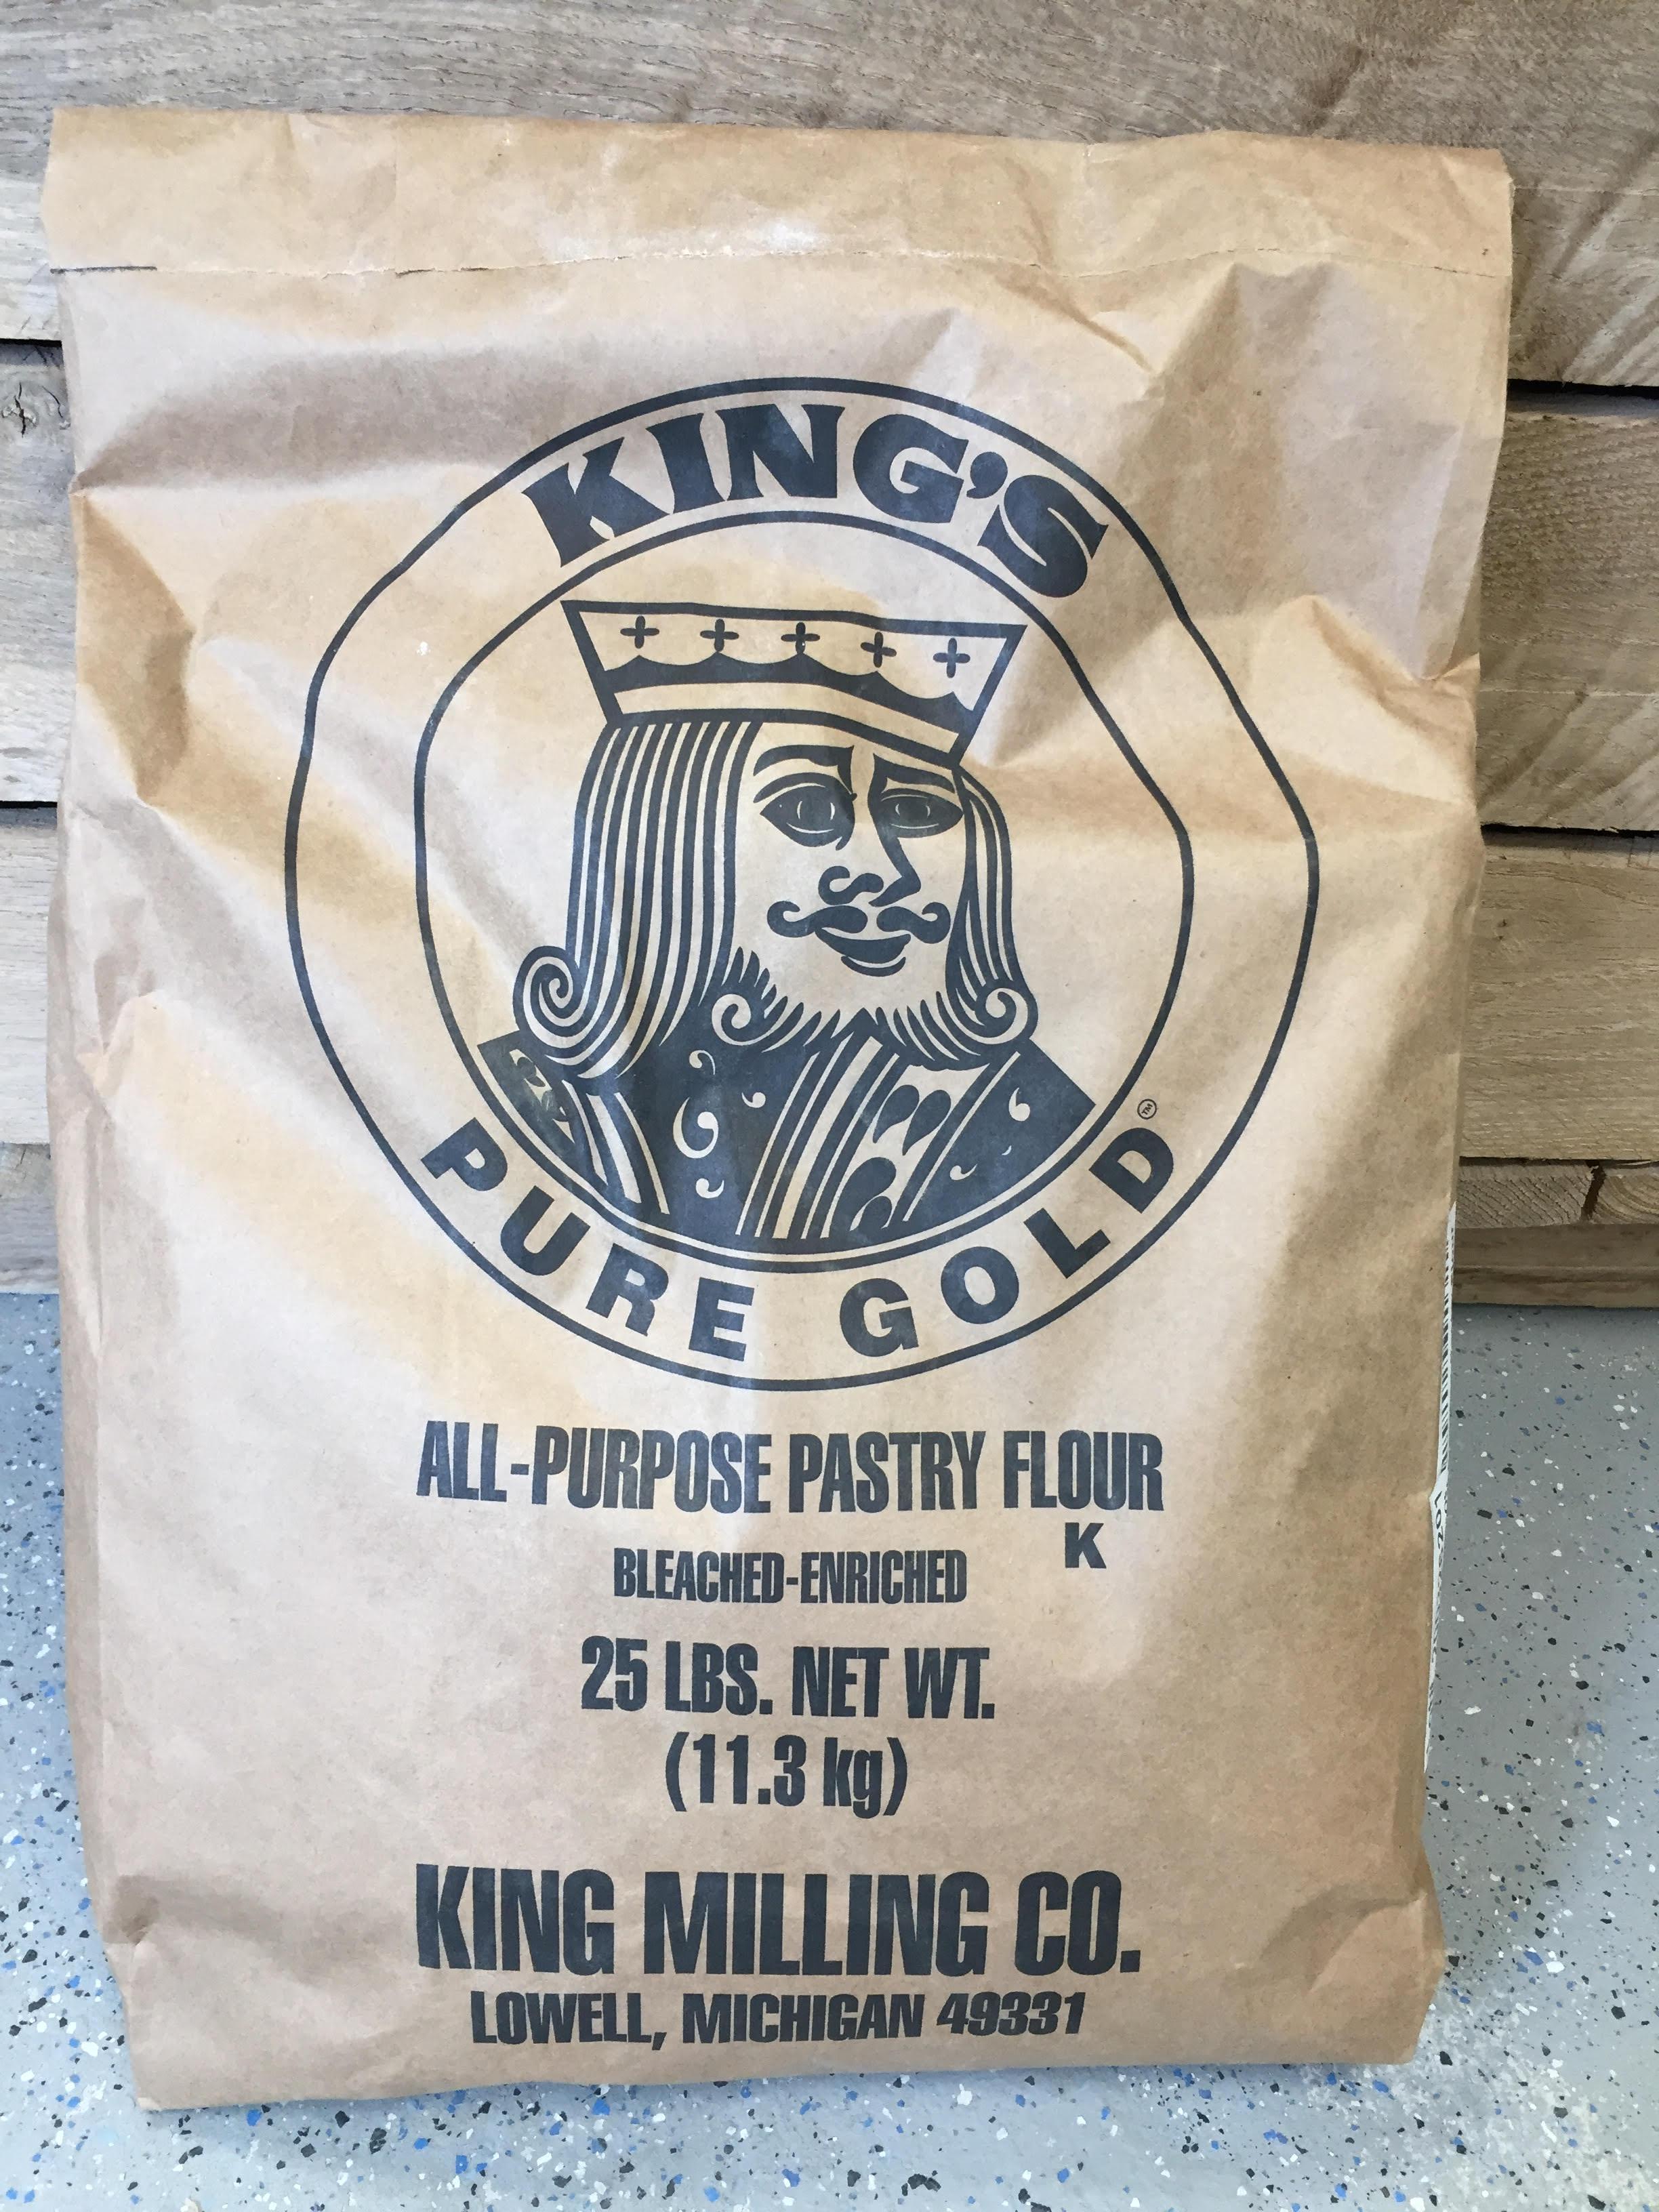 KING'S
PURE GOLD
™
ALL-PURPOSE PASTRY FLOUR
K
BLEACHED-ENRICHED
25 LBS. NET WT.
(11.3 kg)
KING MILLING CO.
LOWELL, MICHIGAN 49331